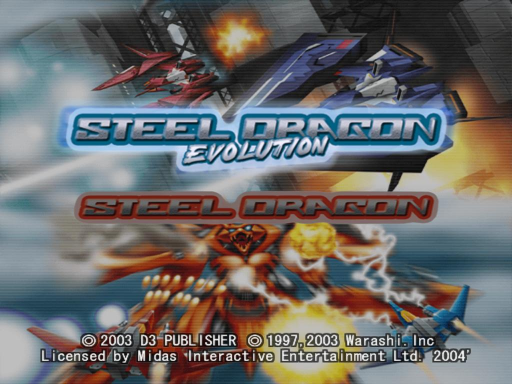 STEEL DRAGON
EVOLUTION
STEEL DRAGON
© 2003 D3 PUBLISHER © 1997,2003 Warashi.Inc
Licensed by Midas Interactive Entertainment Ltd. 2004'